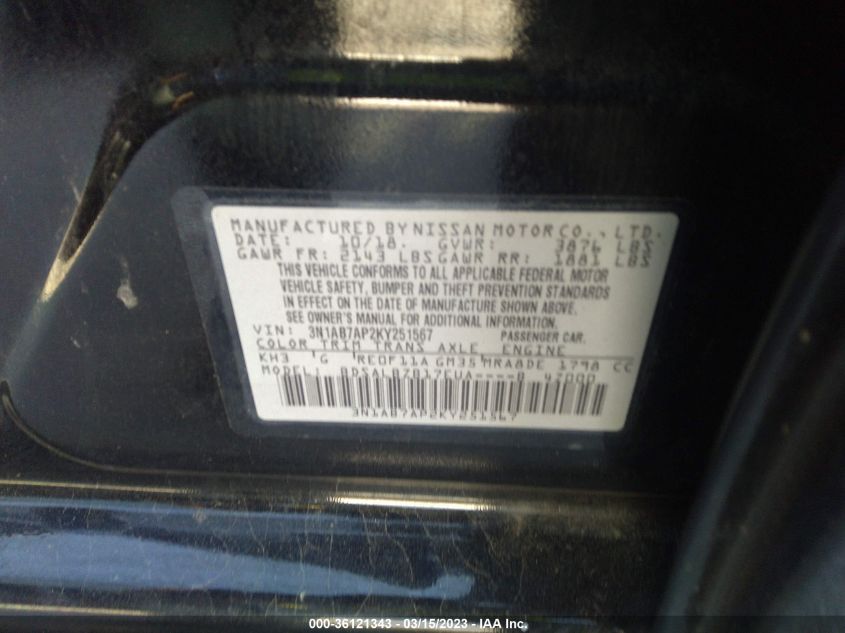 MANUFACTURED BY NISSAN MOTOR CO., LTD.
DATE: 10/18. GVWR: 3876 LBS
GAWR FR: 2143 LBS GAWR RR: 1881 LBS
THIS VEHICLE CONFORMS TO ALL APPLICABLE FEDERAL MOTOR
VEHICLE SAFETY, BUMPER AND THEFT PREVENTION STANDARDS
IN EFFECT ON THE DATE OF MANUFACTURE SHOWN ABOVE.
SEE OWNER'S MANUAL FOR ADDITIONAL INFORMATION.
VIN: 3N1AB7AP2KY251567 PASSENGER CAR.
COLOR TRIM TRANS AXLE ENGINE
KH3 G RE0F11A GM35 MRA8DE 1798 CC
MODEL:
3N1AB7AP2KY251567
000-36121343 - 03/15/2023 - IAA Inc.